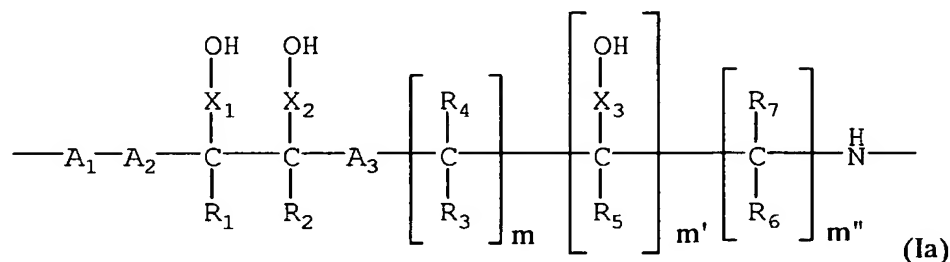 OH OH OH
X₁ X₂ R₄ X₃ R₇ H
A₁ A₂ C C A₃ C C C N
R₁ R₂ R₃ R₅ R₆
m m' m"
(Ia)